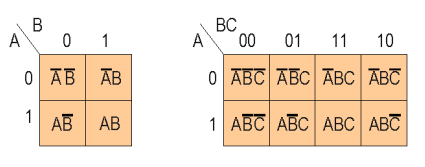 B BC
A 0 1 A 00 01 11 10
0 A̅ B̅ A̅B 0 A̅B̅C̅ A̅B̅C A̅BC A̅BC̅
1 AB̅ AB 1 AB̅C̅ AB̅C ABC ABC̅